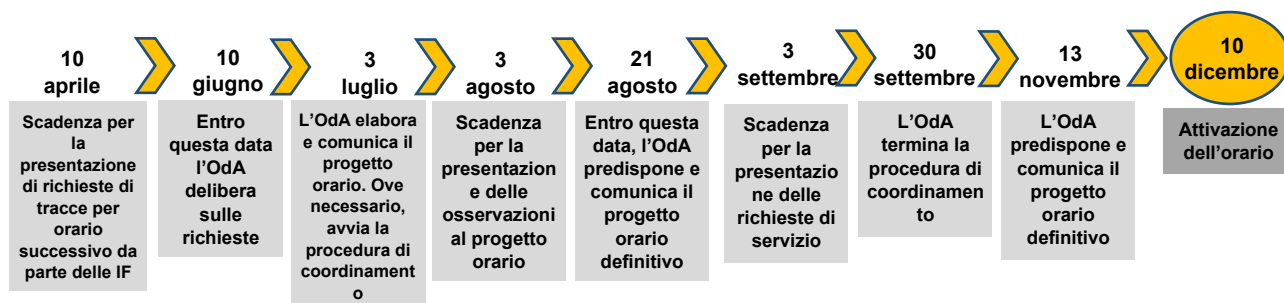 10
aprile
Scadenza per
la
presentazione
di richieste di
tracce per
orario
successivo da
parte delle IF
10
giugno
Entro
questa data
l'OdA
delibera
sulle
richieste
3
luglio
L'OdA elabora
e comunica il
progetto
orario. Ove
necessario,
avvia la
procedura di
coordinament
o
3
agosto
Scadenza
per la
presentazion
e delle
osservazioni
al progetto
orario
21
agosto
Entro questa
data, l'OdA
predispone e
comunica il
progetto
orario
definitivo
3
settembre
Scadenza
per la
presentazio
ne delle
richieste di
servizio
30
settembre
L'OdA
termina la
procedura di
coordinamen
to
13
novembre
L'OdA
predispone e
comunica il
progetto
orario
definitivo
10
dicembre
Attivazione
dell'orario